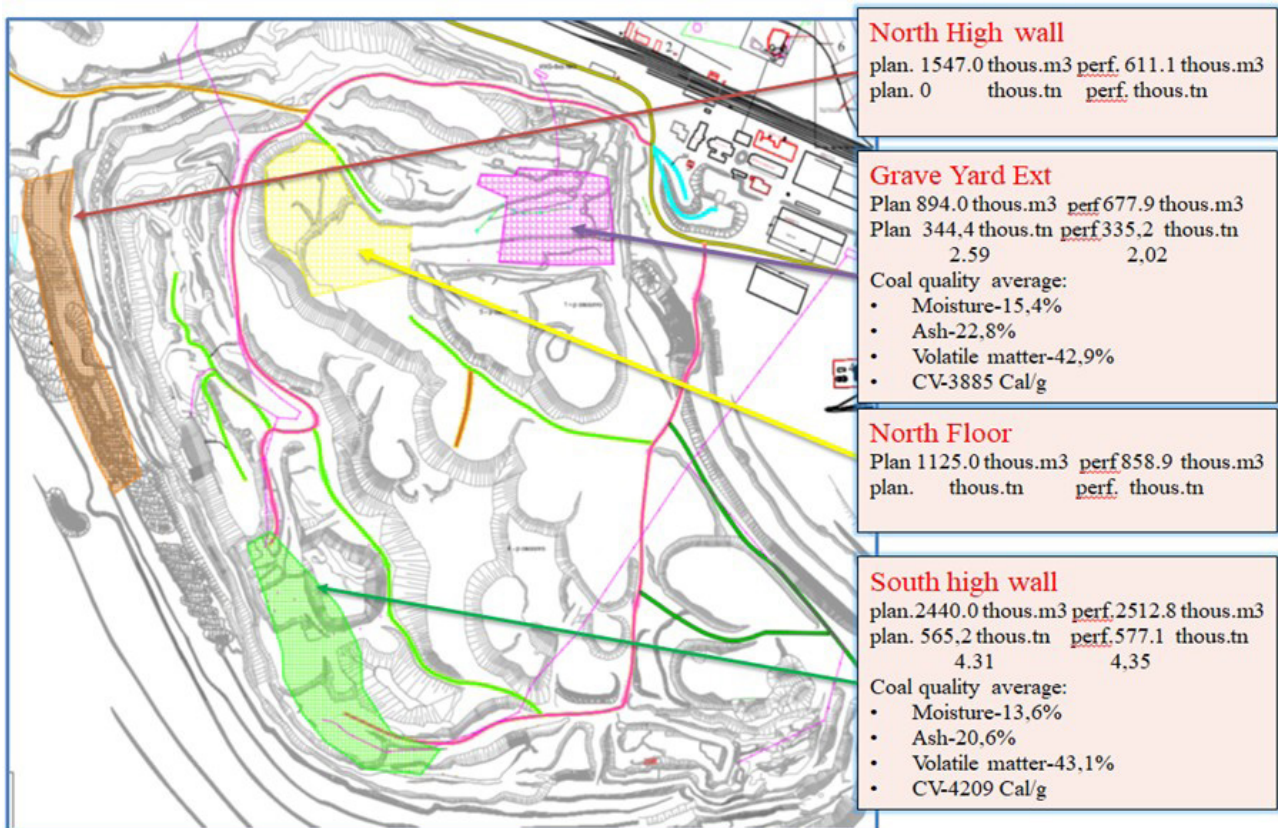 North High wall
plan. 1547.0 thous.m3 perf. 611.1 thous.m3
plan. 0 thous.tn perf. thous.tn
Grave Yard Ext
Plan 894.0 thous.m3 perf 677.9 thous.m3
Plan 344,4 thous.tn perf 335,2 thous.tn
2.59 2,02
Coal quality average:
• Moisture-15,4%
• Ash-22,8%
• Volatile matter-42,9%
• CV-3885 Cal/g
North Floor
Plan 1125.0 thous.m3 perf 858.9 thous.m3
plan. thous.tn perf. thous.tn
South high wall
plan.2440.0 thous.m3 perf.2512.8 thous.m3
plan. 565,2 thous.tn perf.577.1 thous.tn
4.31 4,35
Coal quality average:
• Moisture-13,6%
• Ash-20,6%
• Volatile matter-43,1%
• CV-4209 Cal/g
2
6